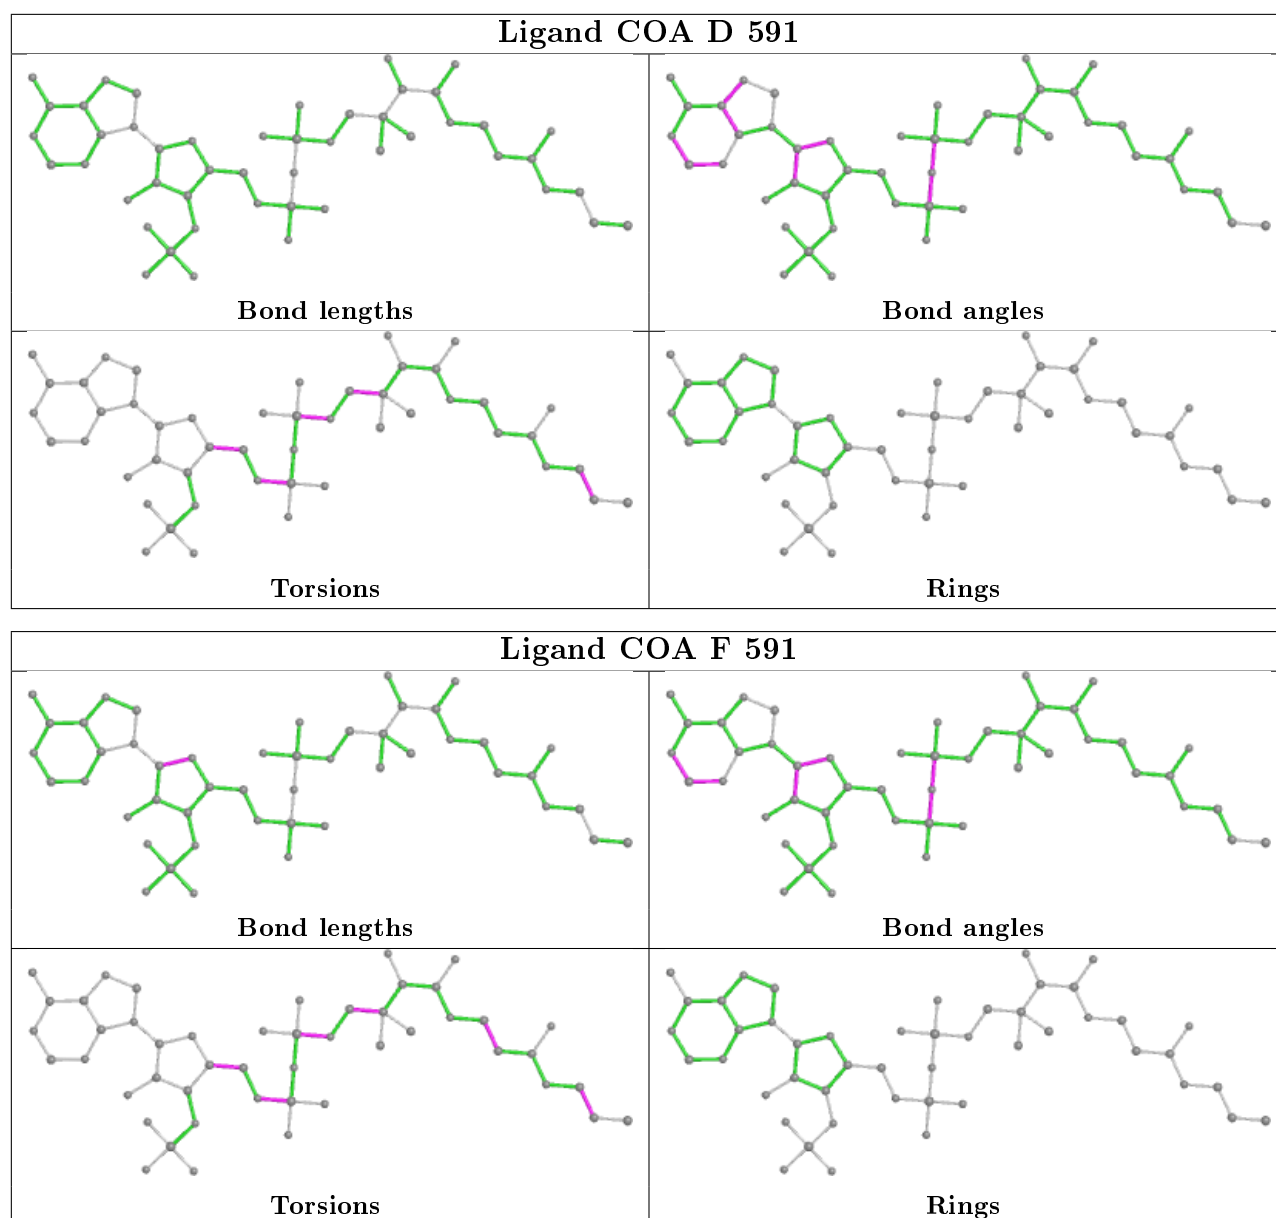 Ligand COA D 591
Bond lengths
Bond angles
Torsions
Rings
Ligand COA F 591
Bond lengths
Bond angles
Torsions
Rings